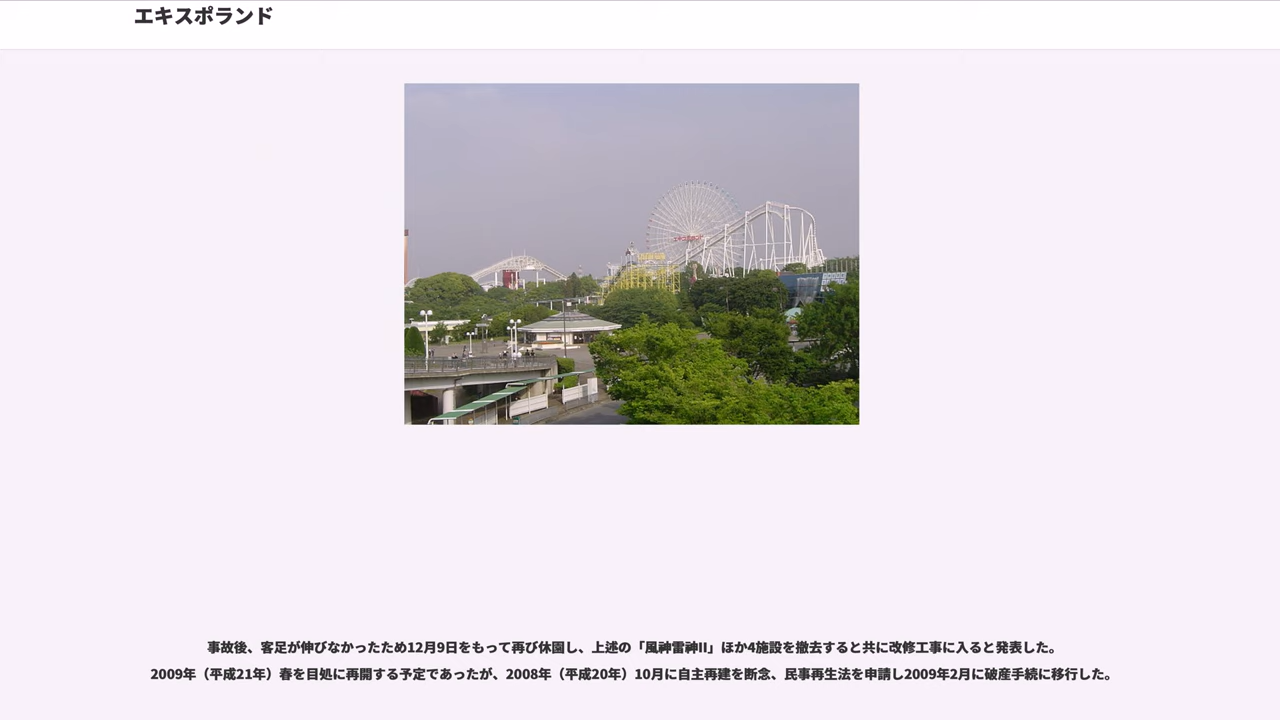 エキスポランド
事故後、客足が伸びなかったため12月9日をもって再び休園し、上述の「風神雷神II」ほか4施設を撤去すると共に改修工事に入ると発表した。
2009年（平成21年）春を目処に再開する予定であったが、2008年（平成20年）10月に自主再建を断念、民事再生法を申請し2009年2月に破産手続に移行した。